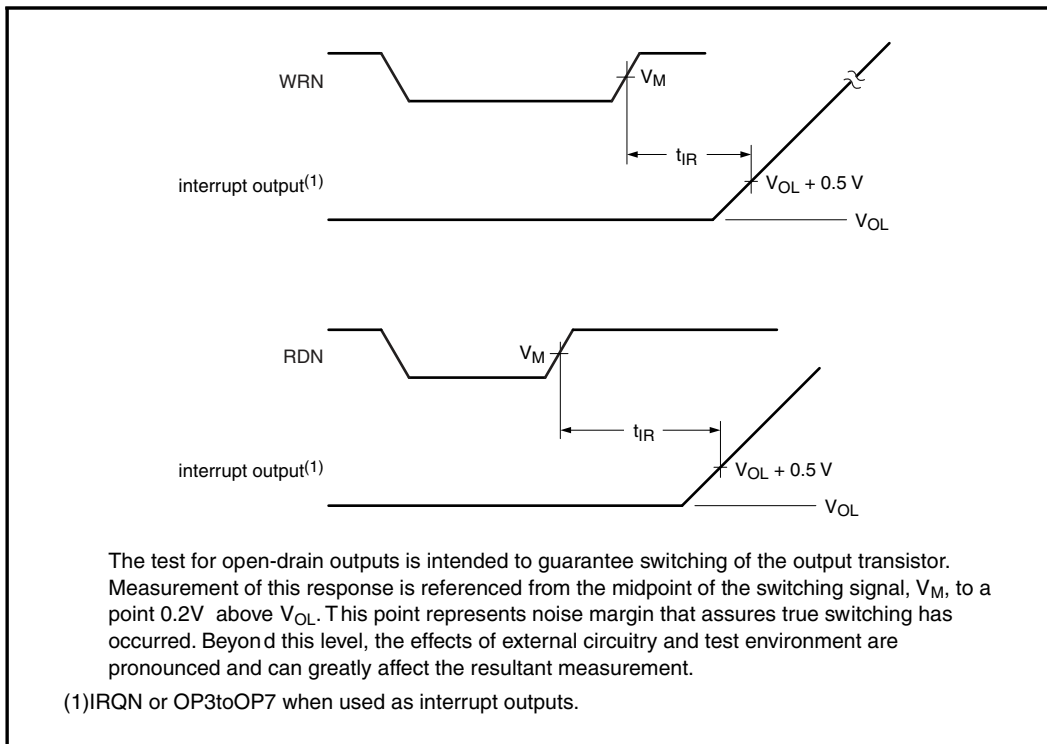 WRN
VM
tIR
interrupt output(1)
VOL + 0.5 V
VOL
RDN
VM
tIR
interrupt output(1)
VOL + 0.5 V
VOL
The test for open-drain outputs is intended to guarantee switching of the output transistor.
Measurement of this response is referenced from the midpoint of the switching signal, VM, to a
point 0.2V above VOL. This point represents noise margin that assures true switching has
occurred. Beyond this level, the effects of external circuitry and test environment are
pronounced and can greatly affect the resultant measurement.
(1)IRQN or OP3toOP7 when used as interrupt outputs.